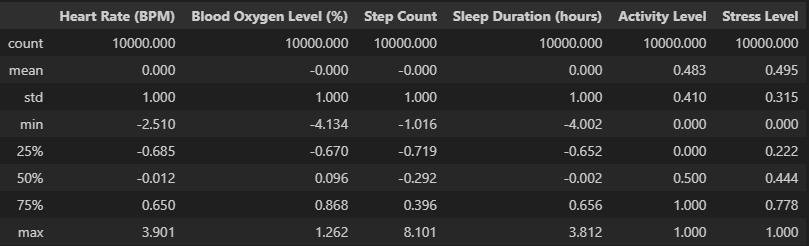 Heart Rate (BPM) Blood Oxygen Level (%) Step Count Sleep Duration (hours) Activity Level Stress Level
count 10000.000 10000.000 10000.000 10000.000 10000.000 10000.000
mean 0.000 -0.000 -0.000 0.000 0.483 0.495
std 1.000 1.000 1.000 1.000 0.410 0.315
min -2.510 -4.134 -1.016 -4.002 0.000 0.000
25% -0.685 -0.670 -0.719 -0.652 0.000 0.222
50% -0.012 0.096 -0.292 -0.002 0.500 0.444
75% 0.650 0.868 0.396 0.656 1.000 0.778
max 3.901 1.262 8.101 3.812 1.000 1.000